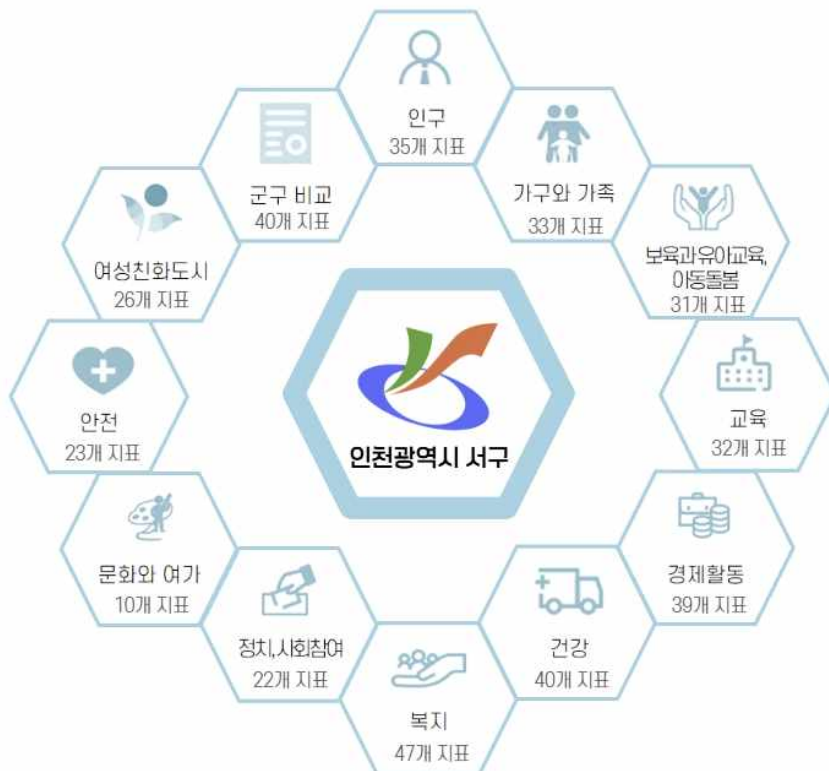 인구
35개 지표
가구와 가족
33개 지표
보육과유아교육,
아동돌봄
31개 지표
교육
32개 지표
경제활동
39개 지표
건강
40개 지표
복지
47개 지표
정치,사회참여
22개 지표
문화와 여가
10개 지표
안전
23개 지표
여성친화도시
26개 지표
군구 비교
40개 지표
인천광역시 서구